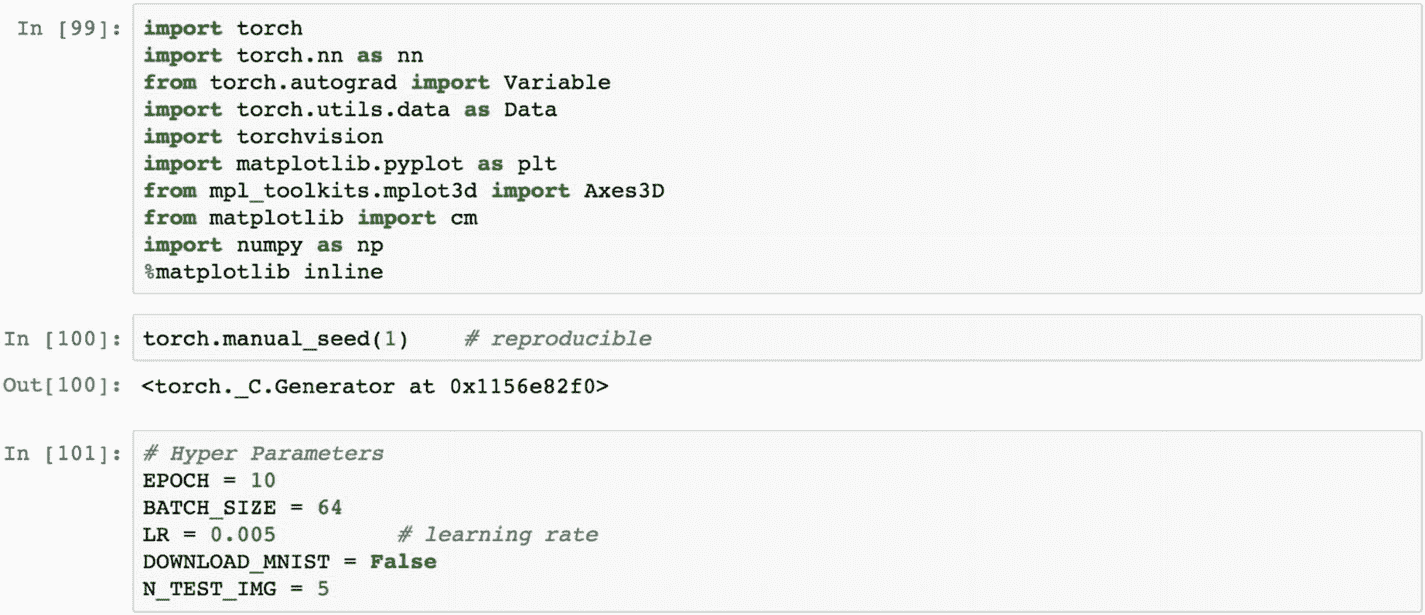 In [99]: import torch
import torch.nn as nn
from torch.autograd import Variable
import torch.utils.data as Data
import torchvision
import matplotlib.pyplot as plt
from mpl_toolkits.mplot3d import Axes3D
from matplotlib import cm
import numpy as np
%matplotlib inline
In [100]: torch.manual_seed(1)    # reproducible
Out[100]: <torch._C.Generator at 0x1156e82f0>
In [101]: # Hyper Parameters
EPOCH = 10
BATCH_SIZE = 64
LR = 0.005         # learning rate
DOWNLOAD_MNIST = False
N_TEST_IMG = 5